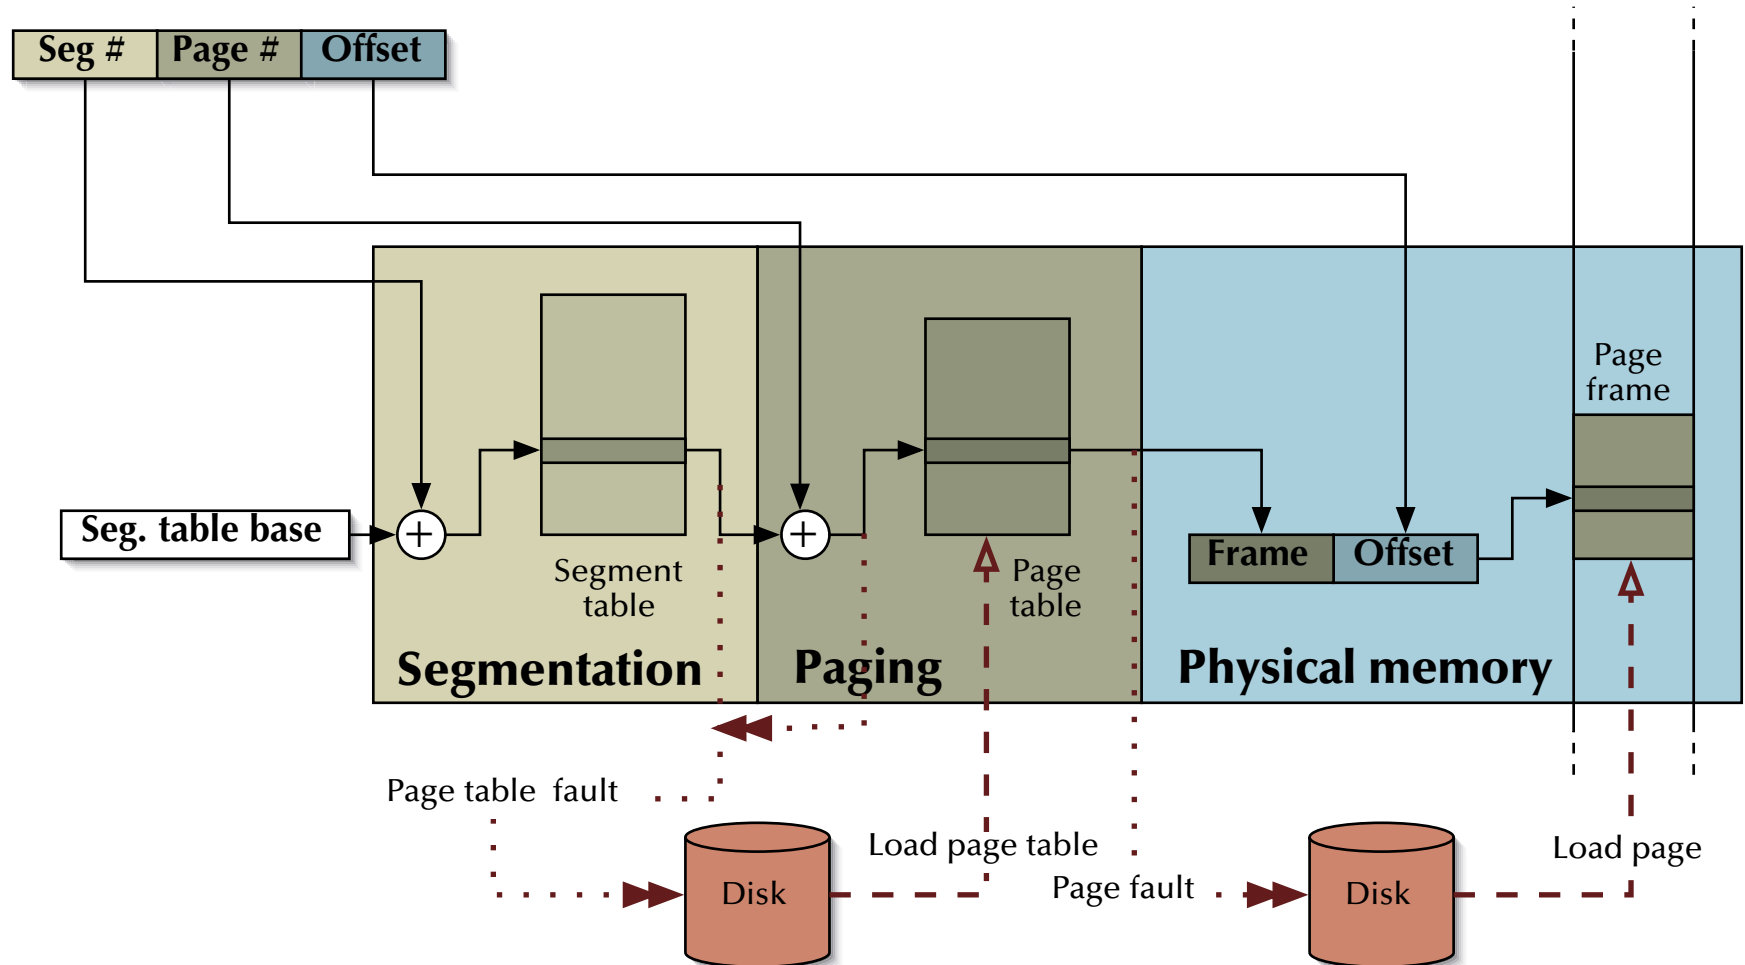 Seg # Page # Offset
Page
frame
Seg. table base
Frame Offset
Segment
table
Page
table
Segmentation Paging Physical memory
Page table fault
Load page table
Load page
Page fault
Disk
Disk
+
+